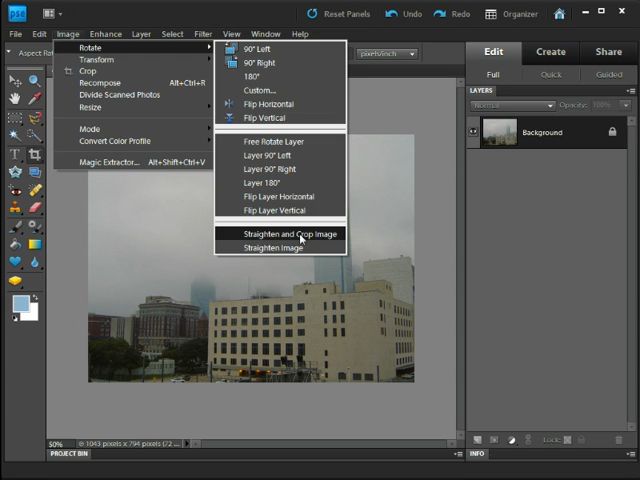 pse
Reset Panels Undo Redo Organizer
File Edit Image Enhance Layer Select Filter View Window Help
Aspect Rat
pixels/inch
Edit Create Share
Full Quick Guided
Rotate
Transform
Crop
Recompose Alt+Ctrl+R
Divide Scanned Photos
Resize
Mode
Convert Color Profile
Magic Extractor... Alt+Shift+Ctrl+V
90° Left
90° Right
180°
Custom...
Flip Horizontal
Flip Vertical
Free Rotate Layer
Layer 90° Left
Layer 90° Right
Layer 180°
Flip Layer Horizontal
Flip Layer Vertical
Straighten and Crop Image
Straighten Image
LAYERS
Normal Opacity: 100%
Background
Lock:
50% 1043 pixels x 794 pixels (72 ...
PROJECT BIN
INFO